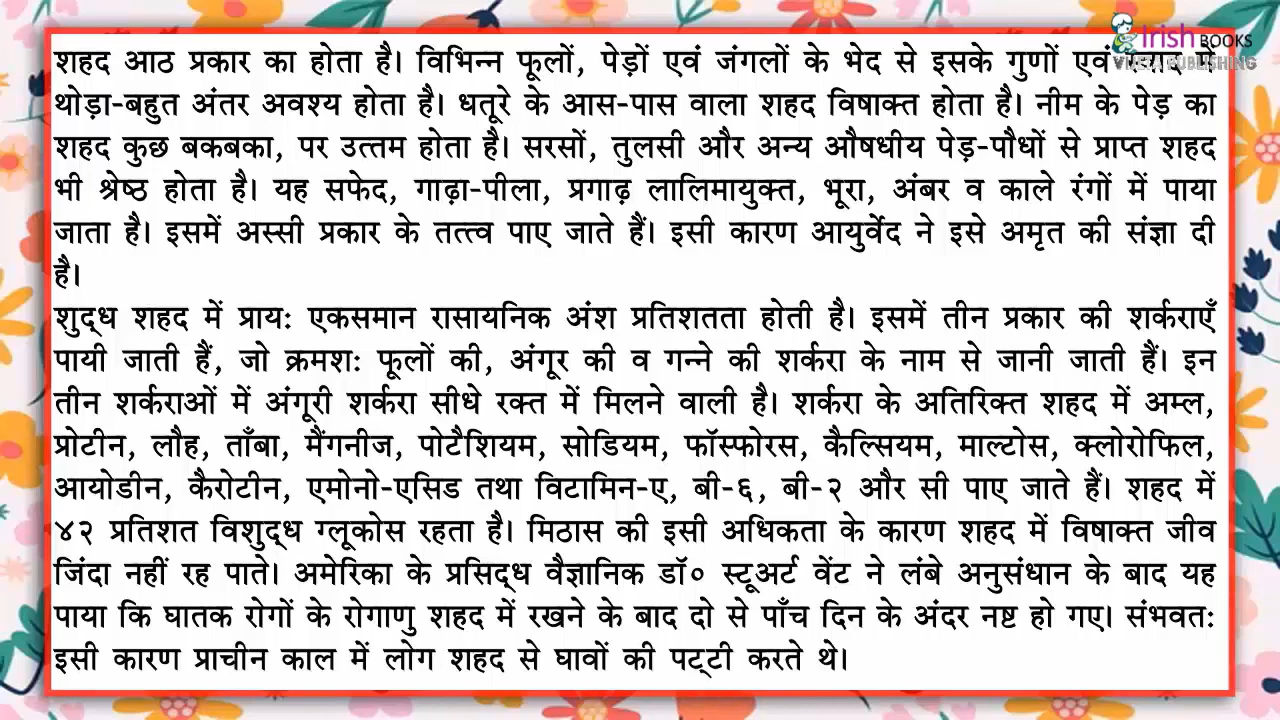 Irish BOOKS
शहद आठ प्रकार का होता है। विभिन्न फूलों, पेड़ों एवं जंगलों के भेद से इसके गुणों एवं
PUBLISHING
थोड़ा-बहुत अंतर अवश्य होता है। धतूरे के आस-पास वाला शहद विषाक्त होता है। नीम के पेड़ का
शहद कुछ बकबका, पर उत्तम होता है। सरसों, तुलसी और अन्य औषधीय पेड़-पौधों से प्राप्त शहद
भी श्रेष्ठ होता है। यह सफेद, गाढ़ा-पीला, प्रगाढ़ लालिमायुक्त, भूरा, अंबर व काले रंगों में पाया
जाता है। इसमें अस्सी प्रकार के तत्त्व पाए जाते हैं। इसी कारण आयुर्वेद ने इसे अमृत की संज्ञा दी
है।
शुद्ध शहद में प्रायः एकसमान रासायनिक अंश प्रतिशतता होती है। इसमें तीन प्रकार की शर्कराएँ
पायी जाती हैं, जो क्रमशः फूलों की, अंगूर की व गन्ने की शर्करा के नाम से जानी जाती हैं। इन
तीन शर्कराओं में अंगूरी शर्करा सीधे रक्त में मिलने वाली है। शर्करा के अतिरिक्त शहद में अम्ल,
प्रोटीन, लौह, ताँबा, मैंगनीज, पोटैशियम, सोडियम, फॉस्फोरस, कैल्सियम, माल्टोस, क्लोरोफिल,
आयोडीन, कैरोटीन, एमोनो-एसिड तथा विटामिन-ए, बी-६, बी-२ और सी पाए जाते हैं। शहद में
४२ प्रतिशत विशुद्ध ग्लूकोस रहता है। मिठास की इसी अधिकता के कारण शहद में विषाक्त जीव
जिंदा नहीं रह पाते। अमेरिका के प्रसिद्ध वैज्ञानिक डॉ० स्टूअर्ट वेंट ने लंबे अनुसंधान के बाद यह
पाया कि घातक रोगों के रोगाणु शहद में रखने के बाद दो से पाँच दिन के अंदर नष्ट हो गए। संभवतः
इसी कारण प्राचीन काल में लोग शहद से घावों की पट्टी करते थे।